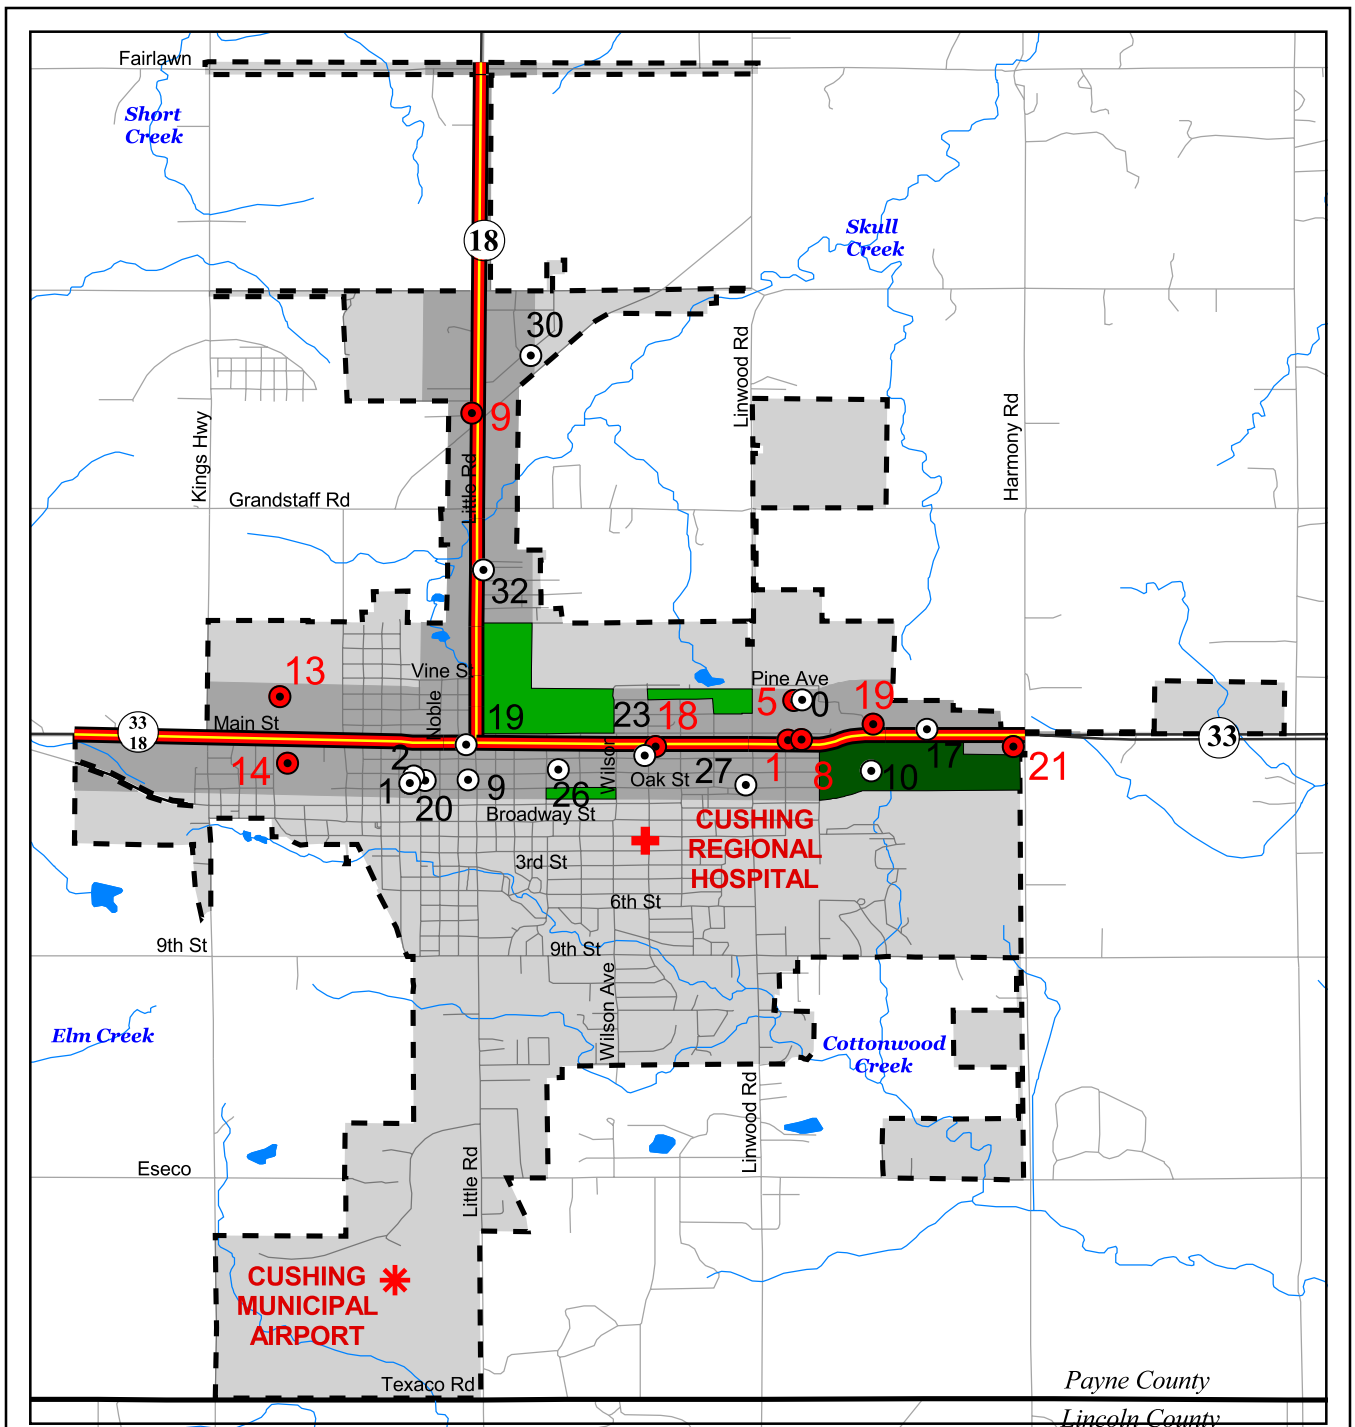 Fairlawn
Short
Creek
Skull
Creek
18
30
Linwood Rd
Harmony Rd
Kings Hwy
9
Little Rd
Grandstaff Rd
32
13
Vine St
Pine Ave
Noble
19
23
18
5
0
19
Main St
33
18
33
2
14
Wilson
Oak St
27
1
8
10
17
21
1
20
9
26
Broadway St
CUSHING
REGIONAL
HOSPITAL
3rd St
6th St
9th St
9th St
Wilson Ave
Elm Creek
Cottonwood
Creek
Linwood Rd
Eseco
Little Rd
CUSHING
MUNICIPAL
AIRPORT
Texaco Rd
Payne County
Lincoln County